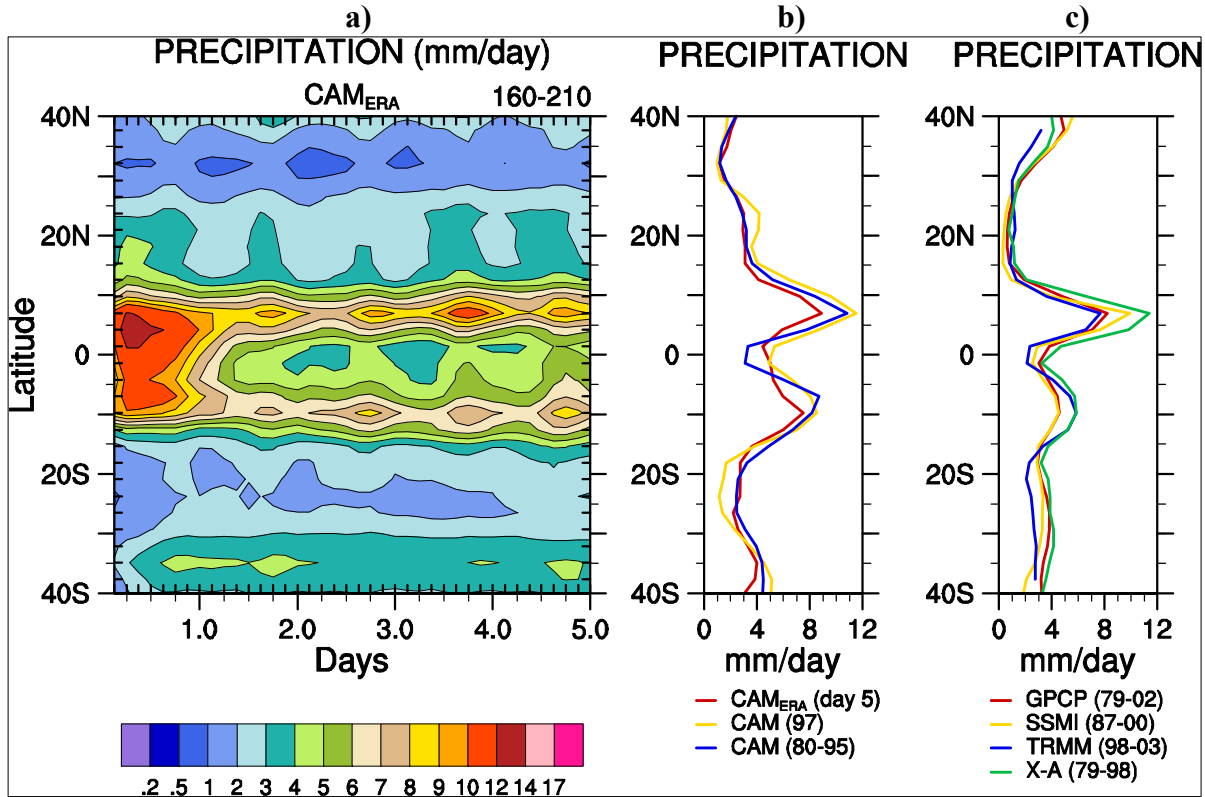 a)
PRECIPITATION (mm/day)
CAMERA 160-210
40N
20N
0
20S
40S
Latitude
1.0 2.0 3.0 4.0 5.0
Days
.2 .5 1 2 3 4 5 6 7 8 9 10 12 14 17
b)
PRECIPITATION
40N
20N
0
20S
40S
0 4 8 12
mm/day
CAMERA (day 5)
CAM (97)
CAM (80-95)
c)
PRECIPITATION
40N
20N
0
20S
40S
0 4 8 12
mm/day
GPCP (79-02)
SSMI (87-00)
TRMM (98-03)
X-A (79-98)